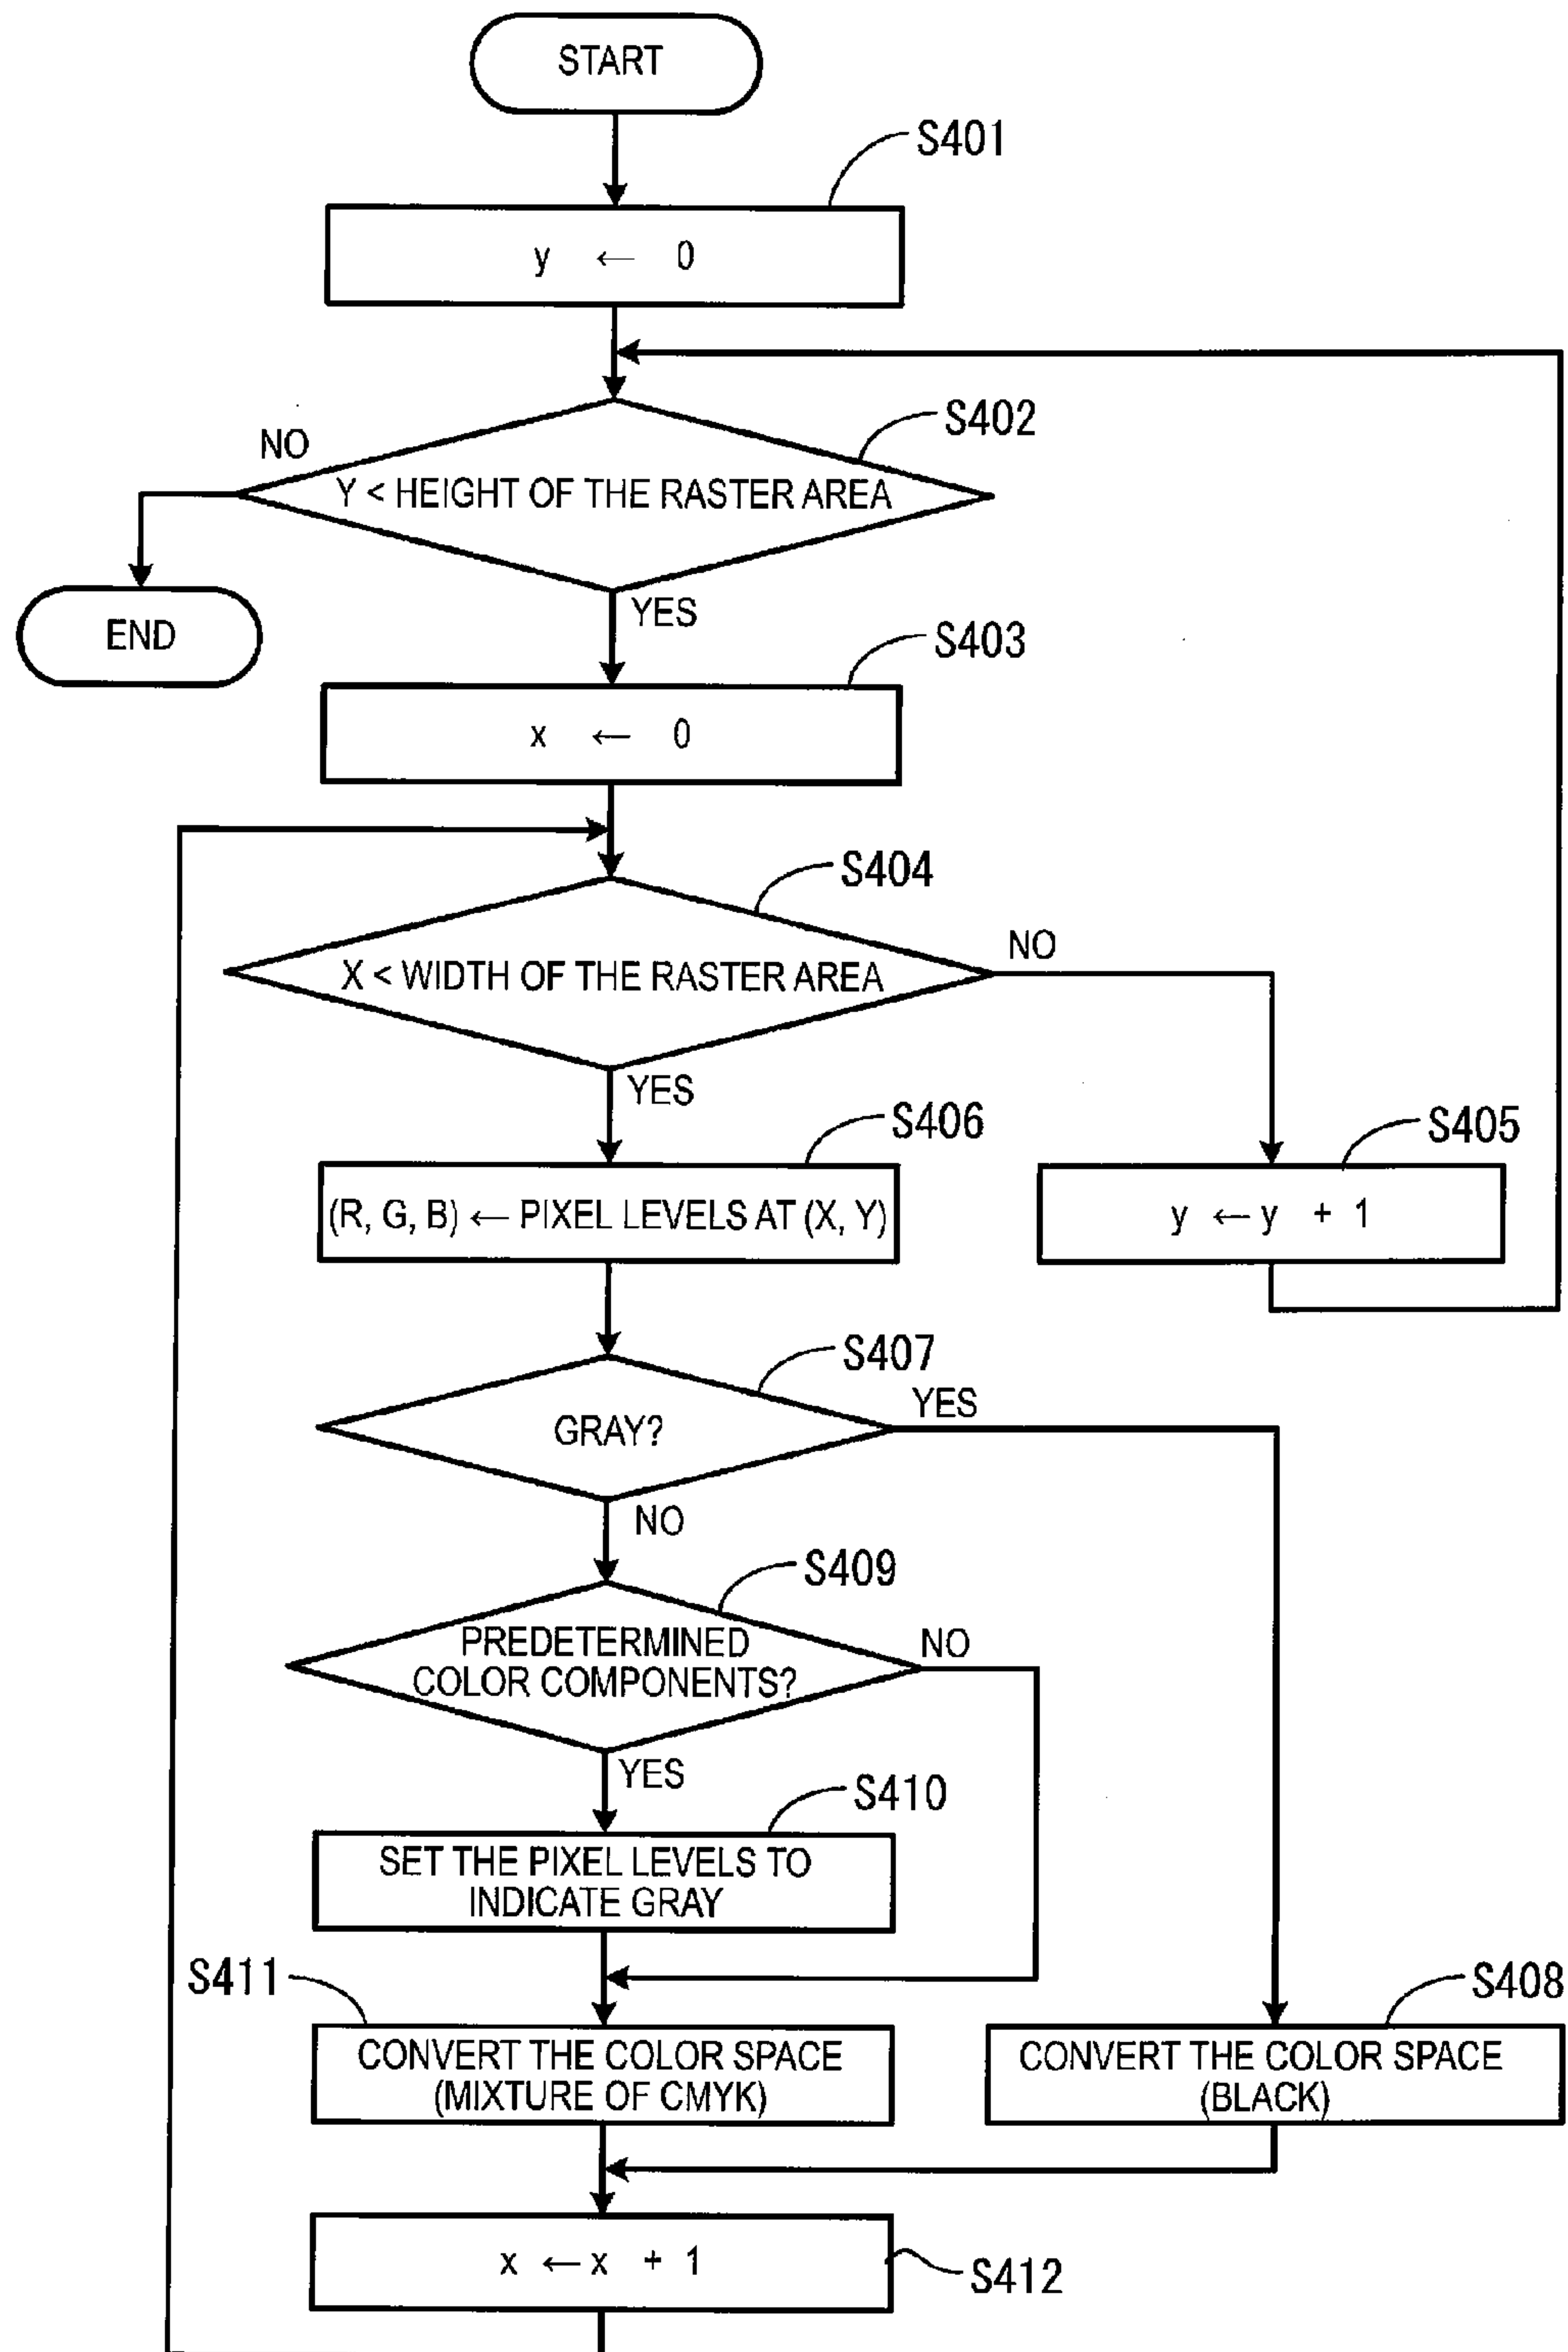 START
S401
y ← 0
S402
NO
Y < HEIGHT OF THE RASTER AREA
END
YES
S403
x ← 0
S404
NO
X < WIDTH OF THE RASTER AREA
YES
S406
S405
(R, G, B) ← PIXEL LEVELS AT (X, Y)
y ← y + 1
S407
YES
GRAY?
NO
S409
PREDETERMINED
COLOR COMPONENTS?
NO
YES
S410
SET THE PIXEL LEVELS TO
INDICATE GRAY
S411
S408
CONVERT THE COLOR SPACE
(MIXTURE OF CMYK)
CONVERT THE COLOR SPACE
(BLACK)
x ← x + 1
S412